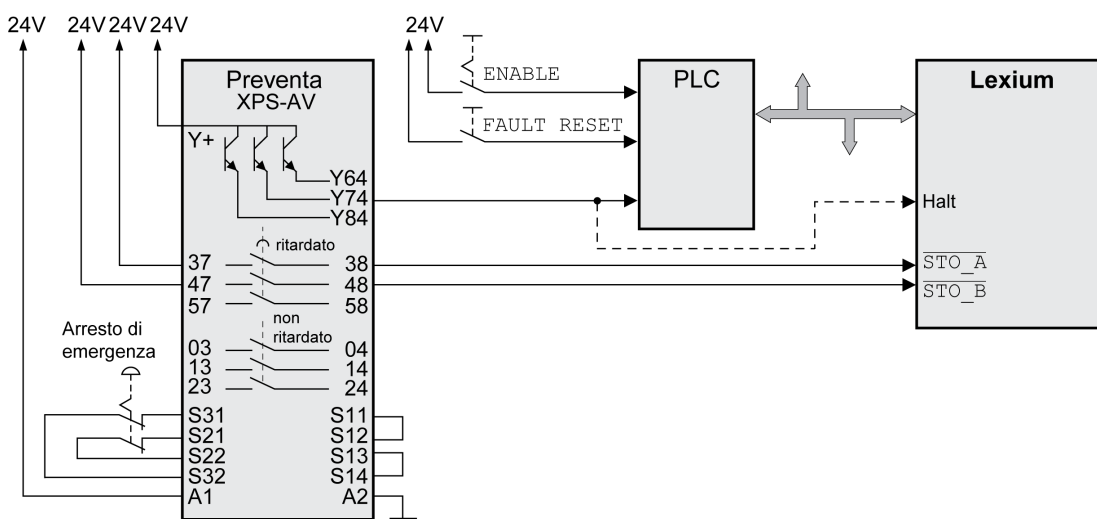 24V 24V 24V 24V 24V
Preventa
XPS-AV
Y+
Y64
Y74
Y84
ENABLE
FAULT RESET
PLC
Lexium
Halt
ritardato
37 38
47 48
57 58
STO_A
STO_B
non
ritardato
Arresto di
emergenza
03 04
13 14
23 24
S31 S11
S21 S12
S22 S13
S32 S14
A1 A2